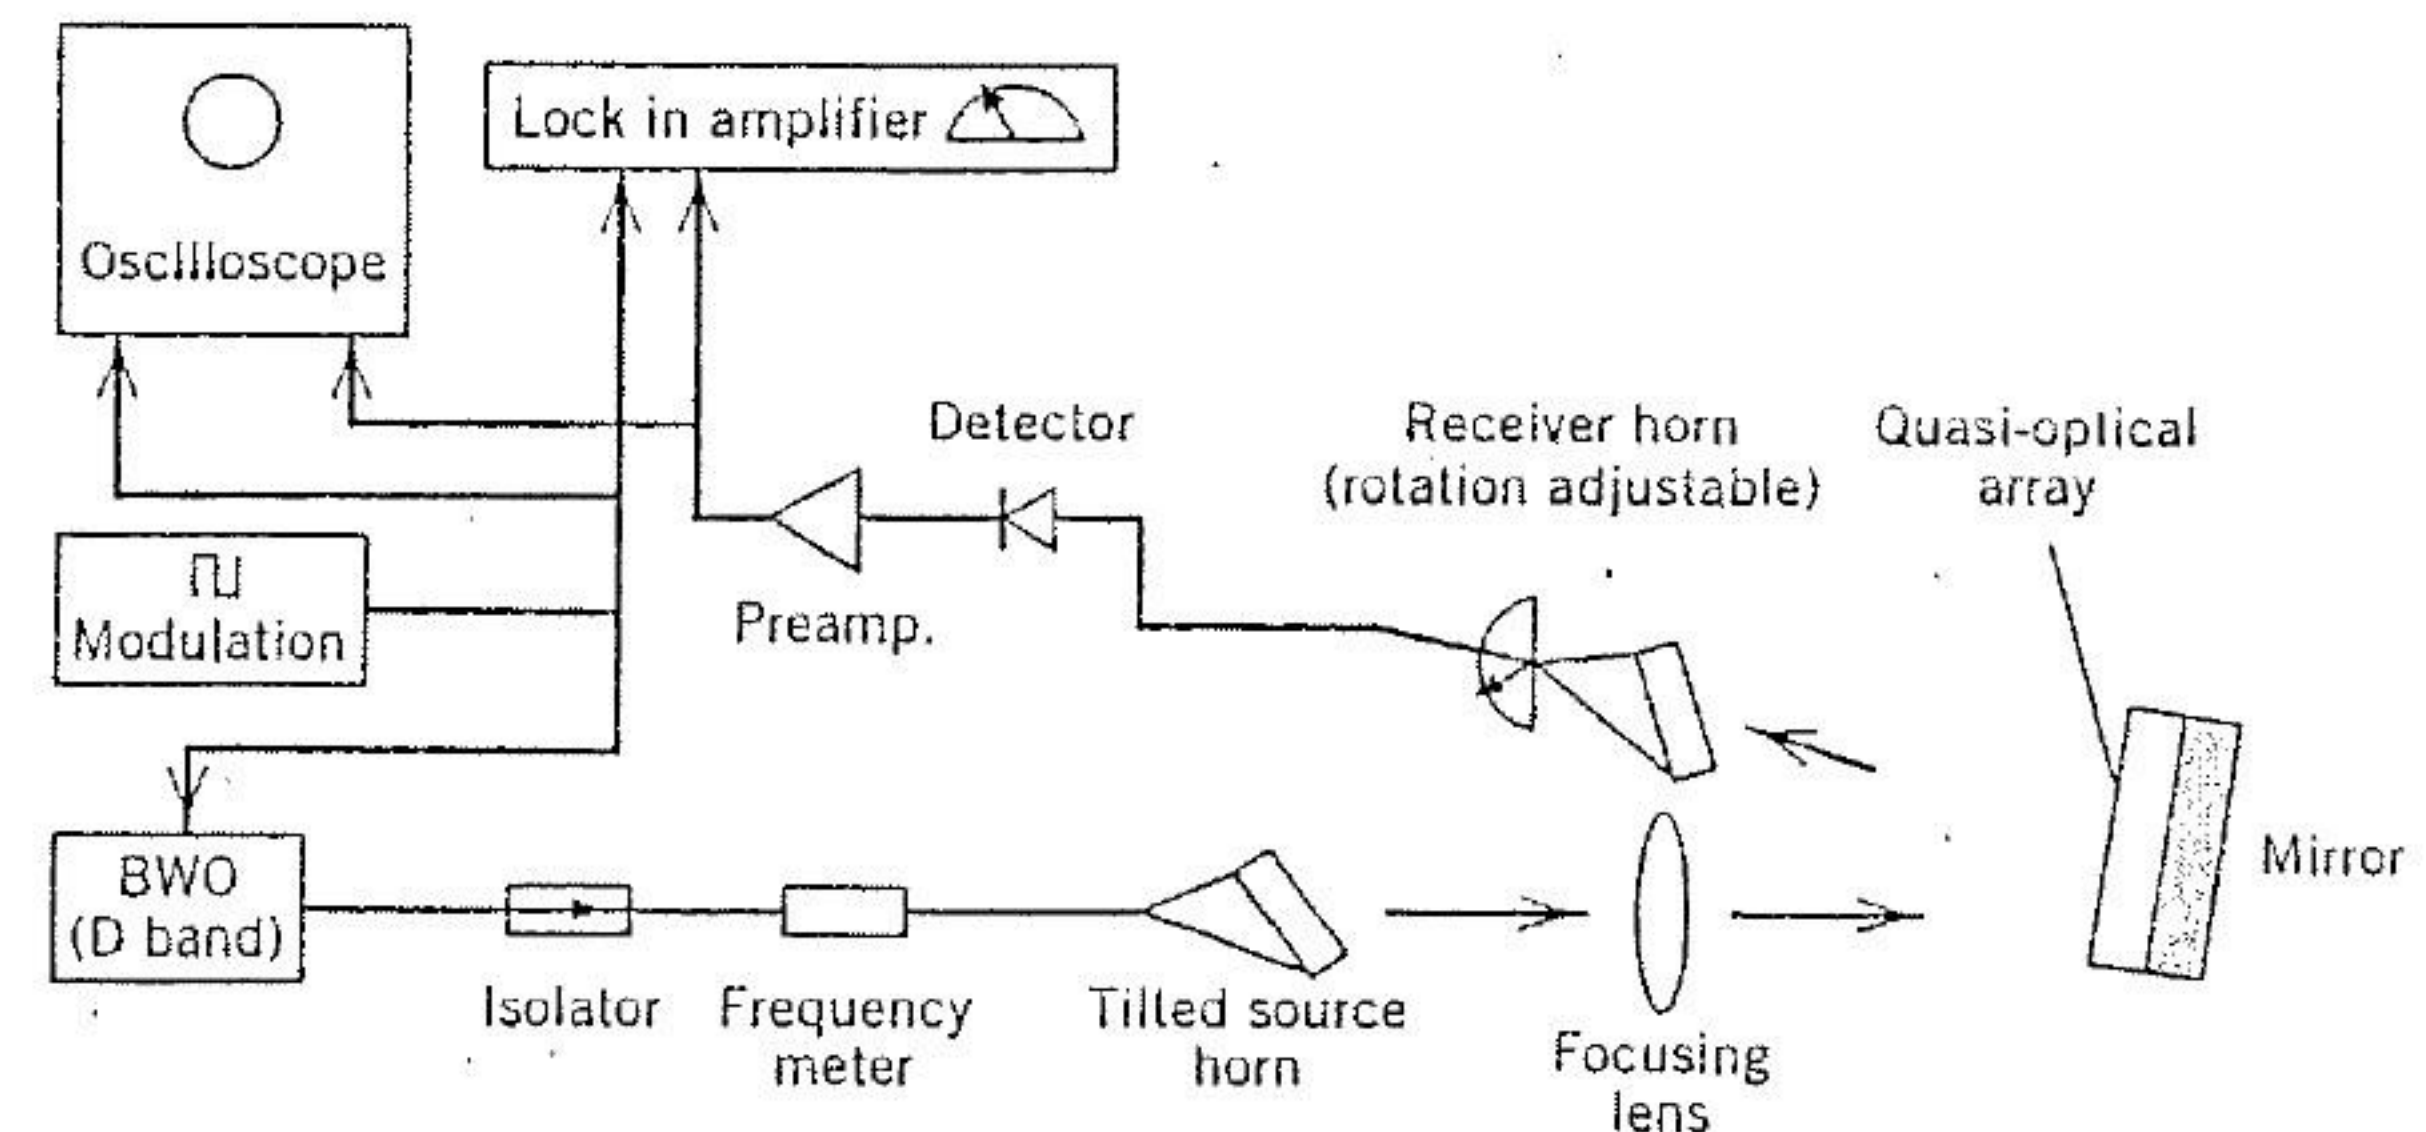 Lock in amplifier
Oscilloscope
Detector
Receiver horn
(rotation adjustable)
Quasi-optical
array
Modulation
Preamp.
Mirror
BWO
(D band)
Isolator
Frequency
meter
Tilted source
horn
Focusing
lens